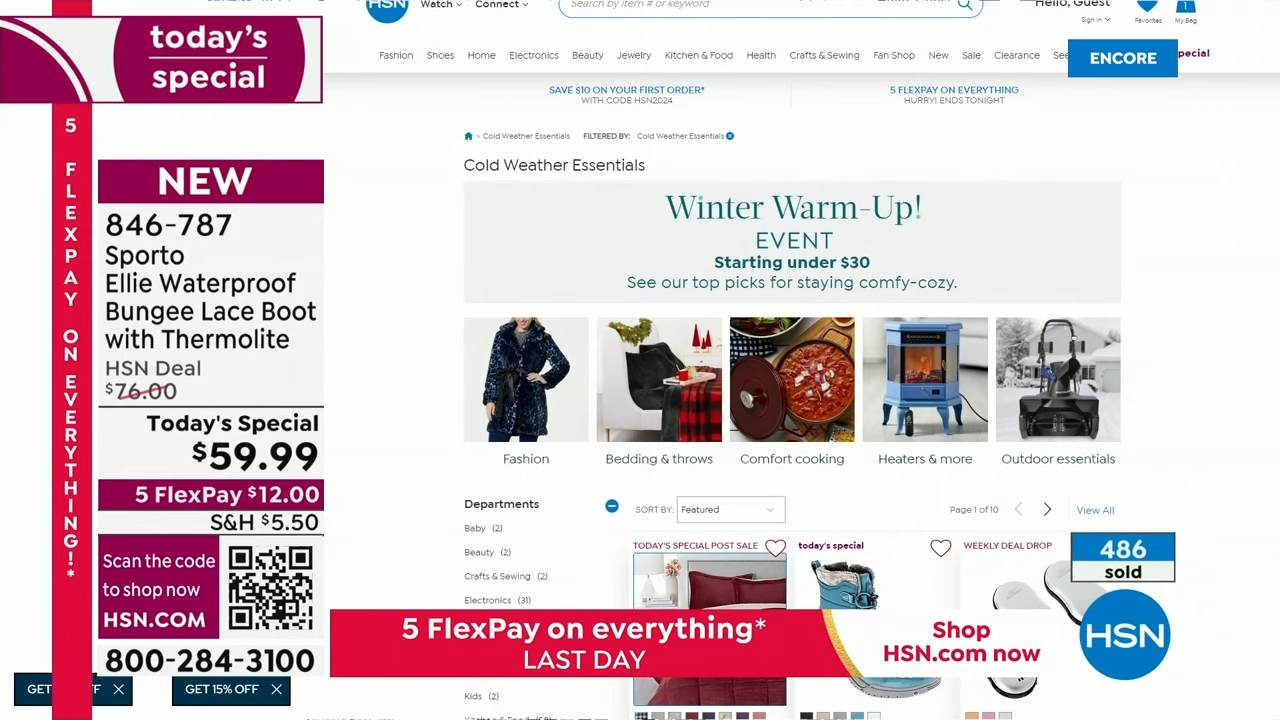 HSN
Watch
Connect
Search by item # or keyword
Hello, Guest
Sign In
Favorites
1
My Bag
today's
special
Fashion
Shoes
Home
Electronics
Beauty
Jewelry
Kitchen & Food
Health
Crafts & Sewing
Fan Shop
New
Sale
Clearance
ENCORE
SAVE $10 ON YOUR FIRST ORDER*
WITH CODE HSN2024
5 FLEXPAY ON EVERYTHING
HURRY! ENDS TONIGHT
5 FLEXPAY ON EVERYTHING!*
> Cold Weather Essentials
FILTERED BY:
Cold Weather Essentials
Cold Weather Essentials
NEW
846-787
Sporto
Ellie Waterproof
Bungee Lace Boot
with Thermolite
HSN Deal
$76.00
Today's Special
$59.99
5 FlexPay $12.00
S&H $5.50
Scan the code
to shop now
HSN.COM
800-284-3100
GET 15% OFF
Winter Warm-Up!
EVENT
Starting under $30
See our top picks for staying comfy-cozy.
Fashion
Bedding & throws
Comfort cooking
Heaters & more
Outdoor essentials
Departments
Baby (2)
Beauty (2)
Crafts & Sewing (2)
Electronics (31)
Kids (2)
SORT BY:
Featured
Page 1 of 10
View All
TODAY'S SPECIAL POST SALE
today's special
WEEKLY DEAL DROP
486
sold
5 FlexPay on everything*
LAST DAY
Shop
HSN.com now
HSN